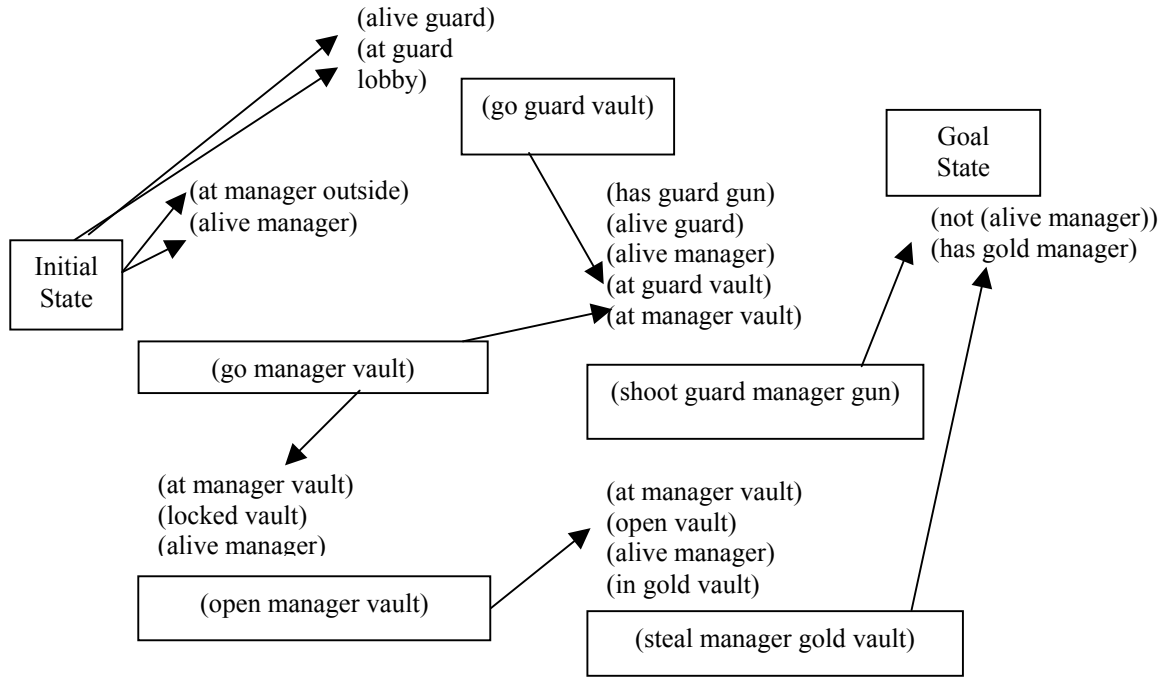 (alive guard)
(at guard
lobby)
(go guard vault)
Goal
State
(at manager outside)
(alive manager)
(has guard gun)
(alive guard)
(alive manager)
(at guard vault)
(at manager vault)
(not (alive manager))
(has gold manager)
Initial
State
(go manager vault)
(shoot guard manager gun)
(at manager vault)
(locked vault)
(alive manager)
(at manager vault)
(open vault)
(alive manager)
(in gold vault)
(open manager vault)
(steal manager gold vault)